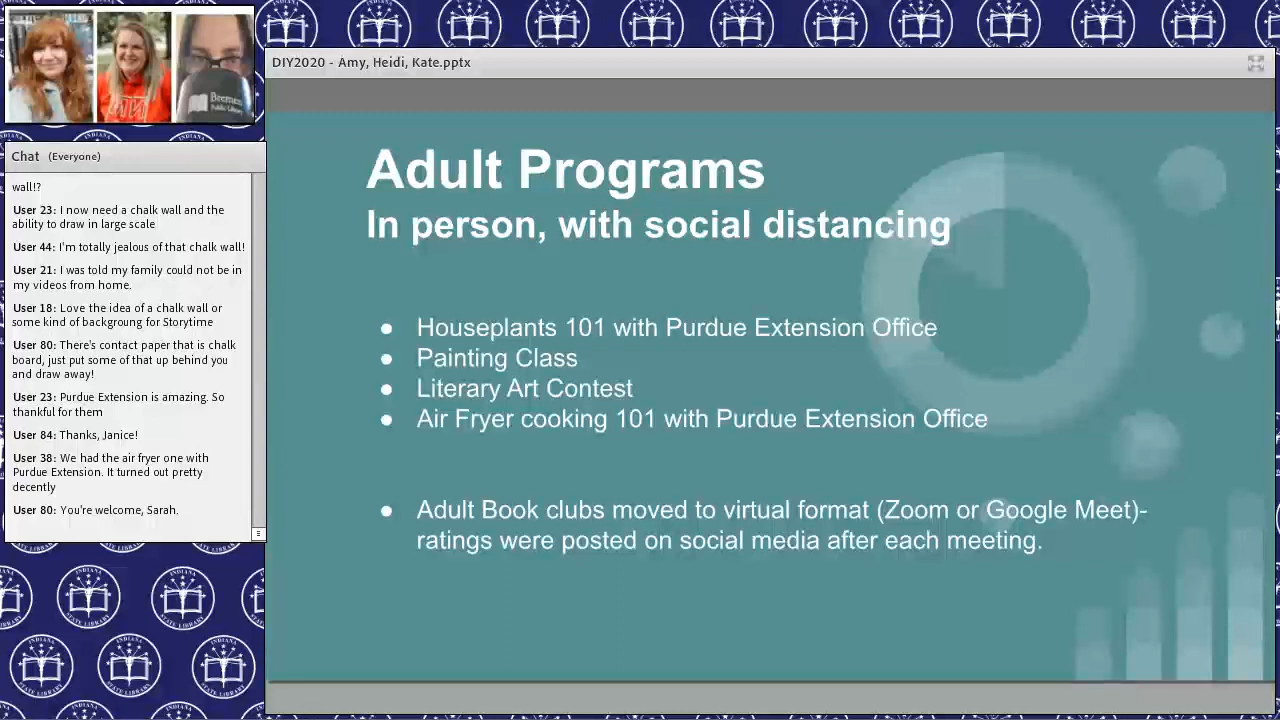 Bremen
Public Library
DIY2020 - Amy, Heidi, Kate.pptx
Chat (Everyone)
wall!?
User 23: I now need a chalk wall and the
ability to draw in large scale
User 44: I'm totally jealous of that chalk wall!
User 21: I was told my family could not be in
my videos from home.
User 18: Love the idea of a chalk wall or
some kind of backgroung for Storytime
User 80: There's contact paper that is chalk
board, just put some of that up behind you
and draw away!
User 23: Purdue Extension is amazing. So
thankful for them
User 84: Thanks, Janice!
User 38: We had the air fryer one with
Purdue Extension. It turned out pretty
decently
User 80: You're welcome, Sarah.
Adult Programs
In person, with social distancing
● Houseplants 101 with Purdue Extension Office
● Painting Class
● Literary Art Contest
● Air Fryer cooking 101 with Purdue Extension Office
● Adult Book clubs moved to virtual format (Zoom or Google Meet)-
ratings were posted on social media after each meeting.
INDIANA
STATE LIBRARY